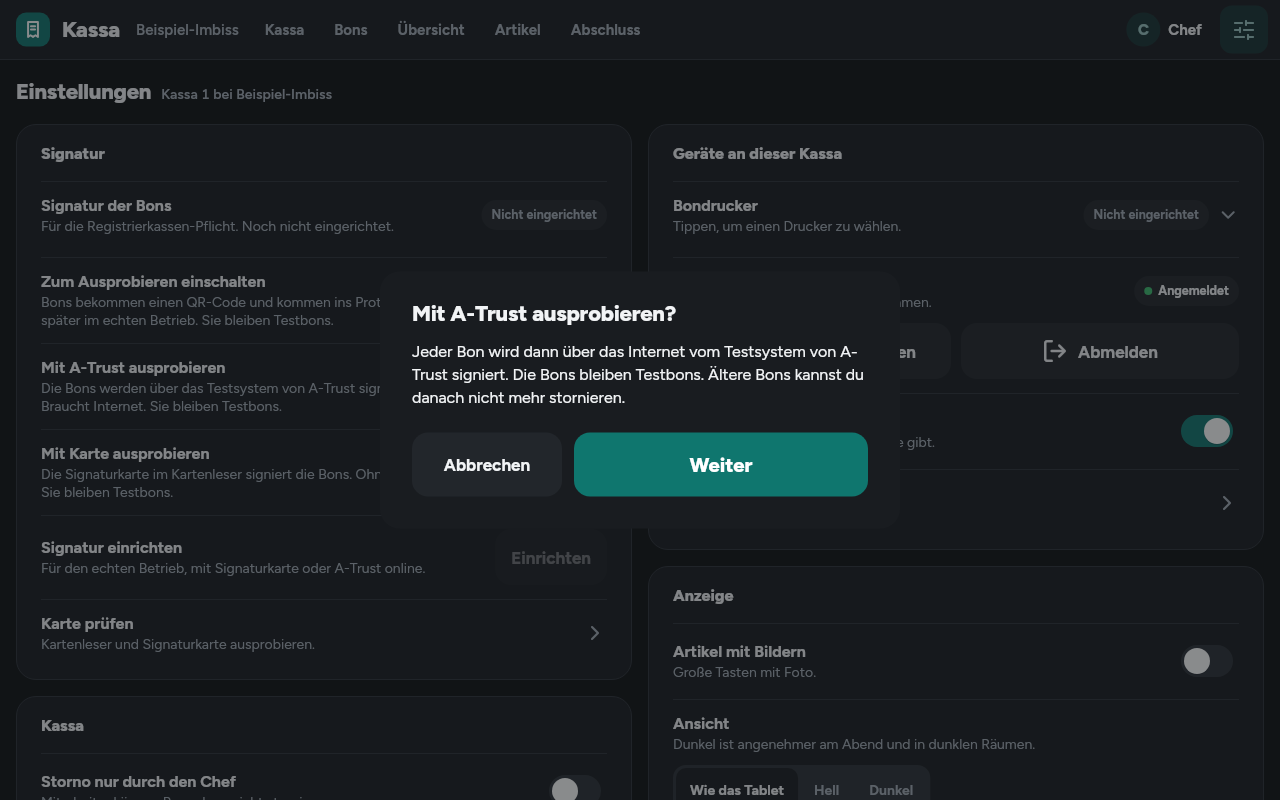 Kassa Beispiel-Imbiss Kassa Bons Übersicht Artikel Abschluss C Chef
Einstellungen Kassa 1 bei Beispiel-Imbiss
Signatur
Signatur der Bons
Für die Registrierkassen-Pflicht. Noch nicht eingerichtet.
Nicht eingerichtet
Zum Ausprobieren einschalten
Bons bekommen einen QR-Code und kommen ins
später im echten Betrieb. Sie bleiben Testbons.
Mit A-Trust ausprobieren
Die Bons werden über das Testsystem von A-Trust
Braucht Internet. Sie bleiben Testbons.
Mit Karte ausprobieren
Die Signaturkarte im Kartenleser signiert die Bons.
Sie bleiben Testbons.
Signatur einrichten
Für den echten Betrieb, mit Signaturkarte oder A-Trust online.
Einrichten
Karte prüfen
Kartenleser und Signaturkarte ausprobieren.
Kassa
Storno nur durch den Chef
Geräte an dieser Kassa
Bondrucker
Tippen, um einen Drucker zu wählen.
Nicht eingerichtet
Angemeldet
Abmelden
gibt.
Anzeige
Artikel mit Bildern
Große Tasten mit Foto.
Ansicht
Dunkel ist angenehmer am Abend und in dunklen Räumen.
Wie das Tablet Hell Dunkel
Mit A-Trust ausprobieren?
Jeder Bon wird dann über das Internet vom Testsystem von A-
Trust signiert. Die Bons bleiben Testbons. Ältere Bons kannst du
danach nicht mehr stornieren.
Abbrechen Weiter